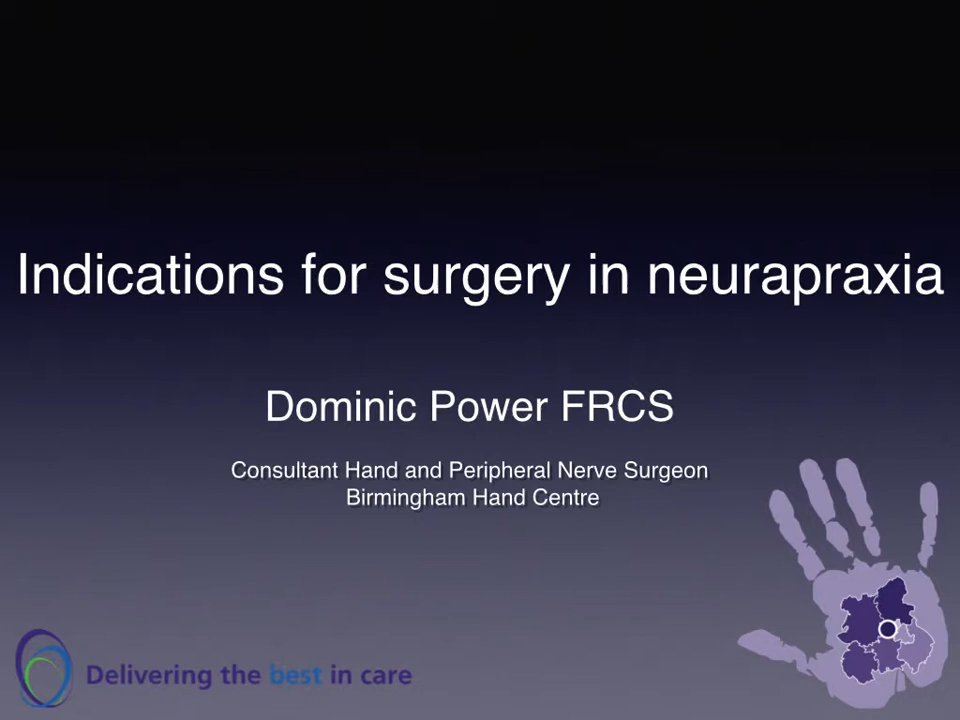 Indications for surgery in neurapraxia
Dominic Power FRCS
Consultant Hand and Peripheral Nerve Surgeon
Birmingham Hand Centre
Delivering the best in care